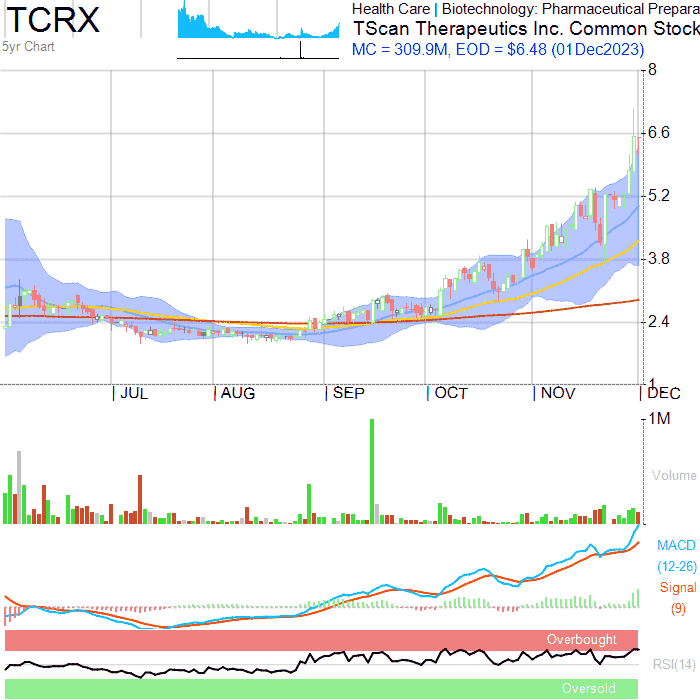 TCRX
5yr Chart
Health Care | Biotechnology: Pharmaceutical Prepara
TScan Therapeutics Inc. Common Stock
MC = 309.9M, EOD = $6.48 (01Dec2023)
8
6.6
5.2
3.8
2.4
1
| JUL | AUG | SEP | OCT | NOV | DEC
1M
Volume
MACD
(12-26)
Signal
(9)
Overbought
RSI(14)
Oversold